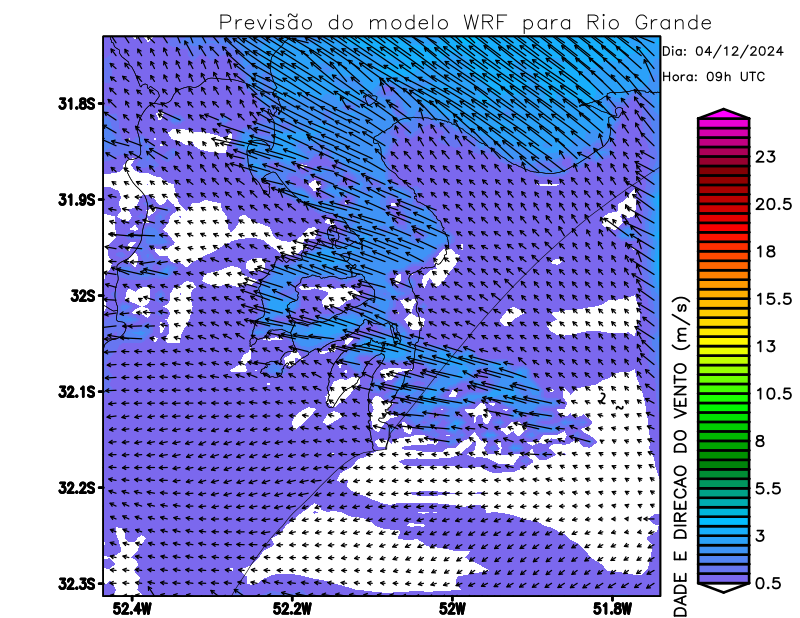 Previsão do modelo WRF para Rio Grande
Dia: 04/12/2024
Hora: 09h UTC
31.8S
31.9S
32S
32.1S
32.2S
32.3S
52.4W
52.2W
52W
51.8W
DADE E DIRECAO DO VENTO (m/s)
23
20.5
18
15.5
13
10.5
8
5.5
3
0.5